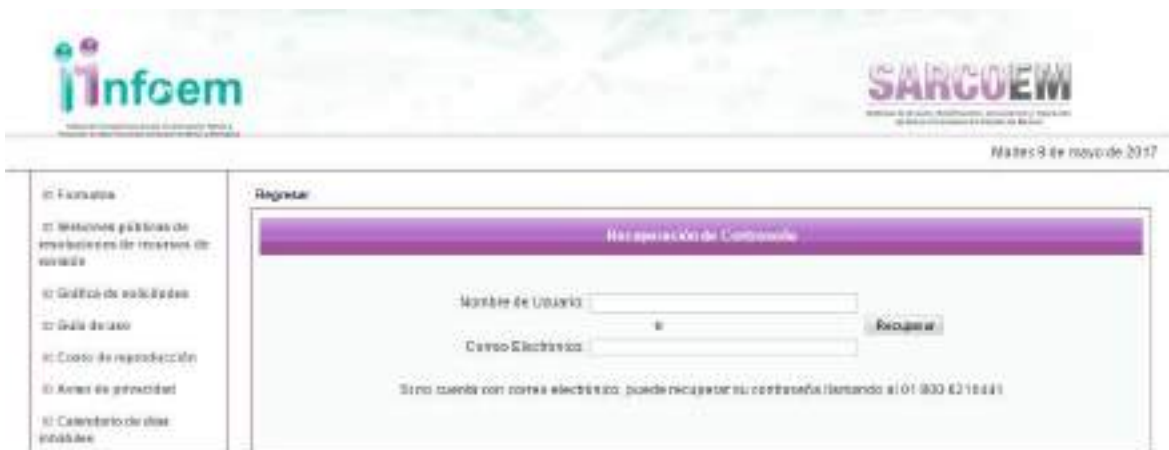 infoem
SARCOEM
Martes 9 de mayo de 2017
Formatos
Versiones públicas de
resoluciones de recursos de
revisión
Gráfica de solicitudes
Guía de uso
Costo de reproducción
Aviso de privacidad
Calendario de días
inhábiles
Regresar
Recuperación de Contraseña
Nombre de Usuario:
o
Recuperar
Correo Electrónico:
Si no cuenta con correo electrónico, puede recuperar su contraseña llamando al 01 800 8210441